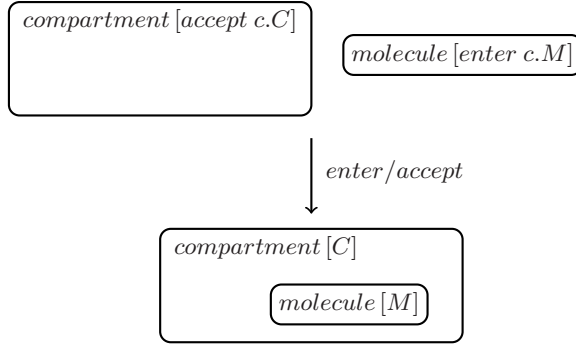 compartment [accept c.C]
molecule [enter c.M]
enter/accept
compartment [C]
molecule [M]